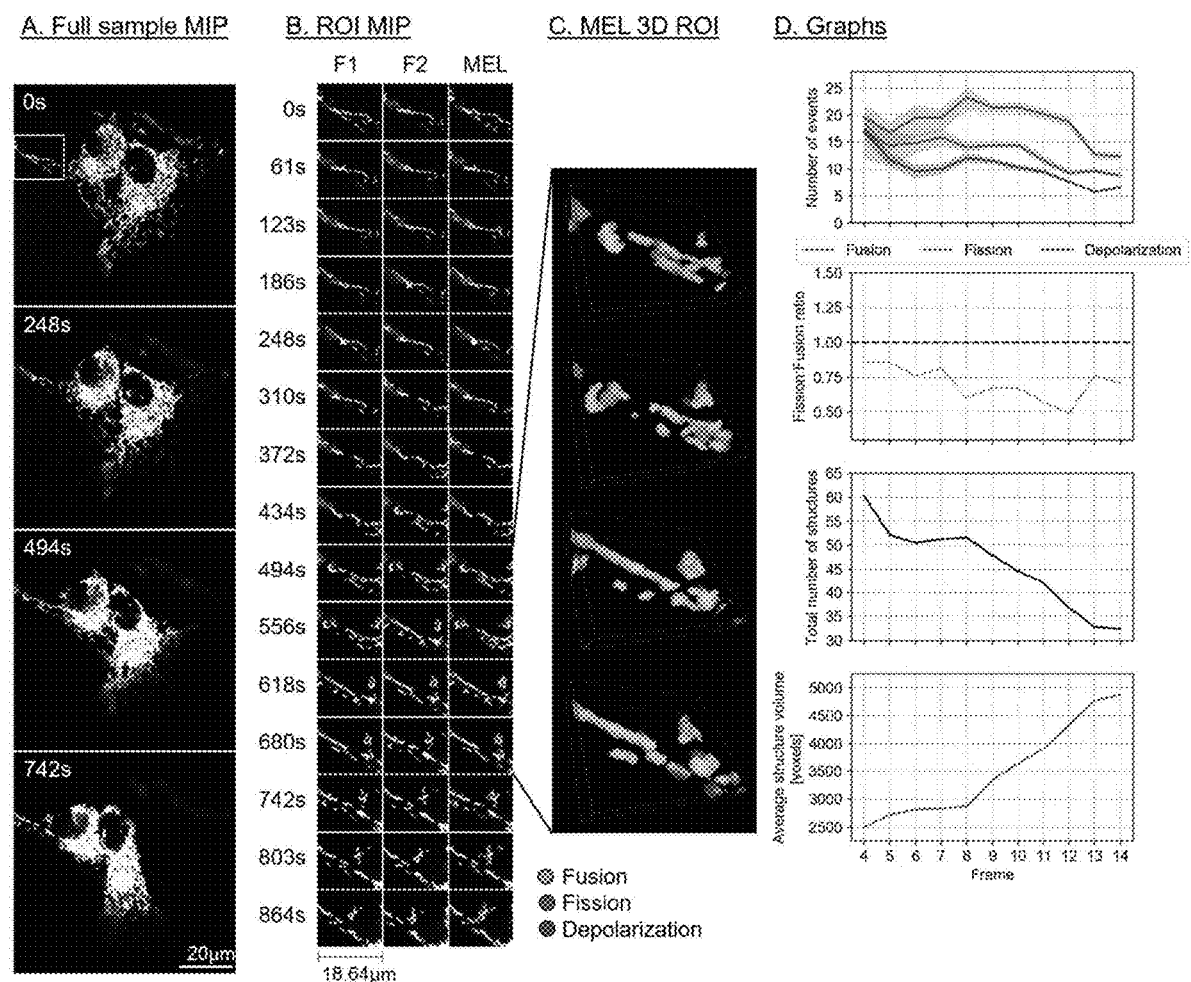 A. Full sample MIP
B. ROI MIP
C. MEL 3D ROI
D. Graphs
F1 F2 MEL
0s
248s
494s
742s
20µm
0s
61s
123s
186s
248s
310s
372s
434s
494s
556s
618s
680s
742s
803s
864s
18.64µm
Fusion
Fission
Depolarization
Number of events
25
20
15
10
5
0
Fusion Fission Depolarization
Fission:Fusion ratio
1.50
1.25
1.00
0.75
0.50
Total number of structures
65
60
55
50
45
40
35
30
Average structure volume
[voxels]
5000
4500
4000
3500
3000
2500
4 5 6 7 8 9 10 11 12 13 14
Frame